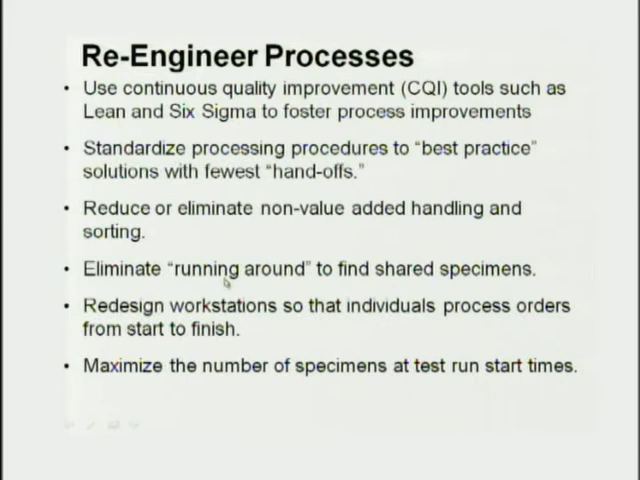 Re-Engineer Processes
• Use continuous quality improvement (CQI) tools such as
Lean and Six Sigma to foster process improvements
• Standardize processing procedures to “best practice”
solutions with fewest “hand-offs.”
• Reduce or eliminate non-value added handling and
sorting.
• Eliminate “running around” to find shared specimens.
• Redesign workstations so that individuals process orders
from start to finish.
• Maximize the number of specimens at test run start times.